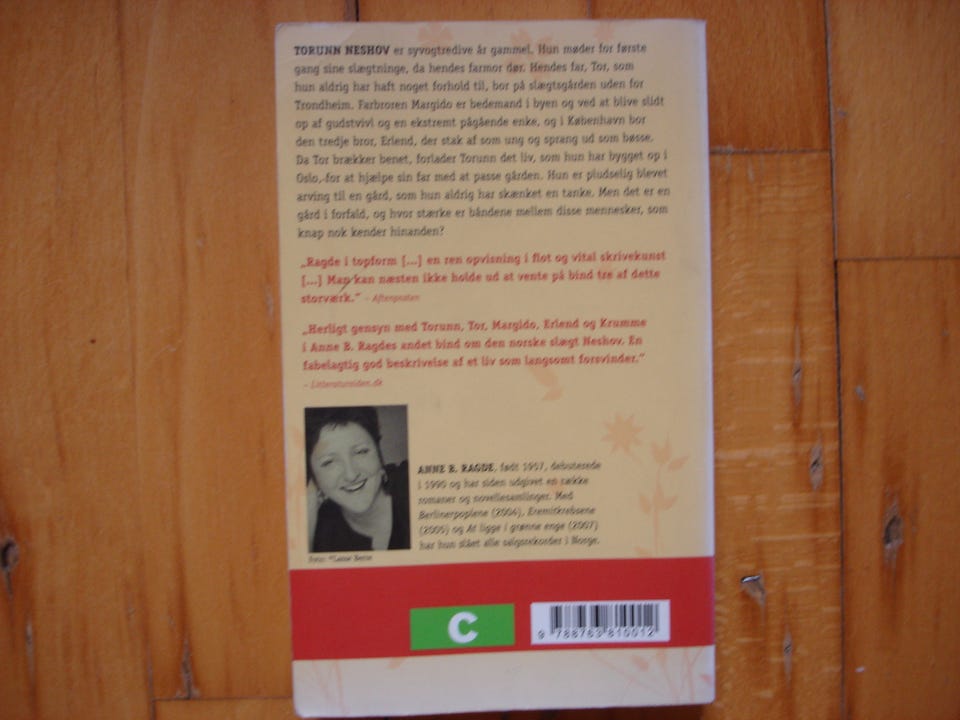 TORUNN NESHOV er syvogtredive år gammel. Hun møder for første
gang sine slægtninge, da hendes farmor dør. Hendes far, Tor, som
hun aldrig har haft noget forhold til, bor på slægtsgården uden for
Trondheim. Farbroren Margido er bedemand i byen og ved at blive slidt
op af gudstvivl og en ekstremt pågående enke, og i København bor
den tredje bror, Erlend, der stak af som ung og sprang ud som bøsse.
Da Tor brækker benet, forlader Torunn det liv, som hun har bygget op i
Oslo, for at hjælpe sin far med at passe gården. Hun er pludselig blevet
arving til en gård, som hun aldrig har skænket en tanke. Men det er en
gård i forfald, og hvor stærke er båndene mellem disse mennesker, som
knap nok kender hinanden?
„Ragde i topform [...] en ren opvisning i flot og vital skrivekunst
[...] Man kan næsten ikke holde ud at vente på bind tre af dette
storværk.” – Aftenposten
„Herligt gensyn med Torunn, Tor, Margido, Erlend og Krumme
i Anne B. Ragdes andet bind om den norske slægt Neshov. En
fabelagtig god beskrivelse af et liv som langsomt forsvinder.”
– Litteratursiden.dk
ANNE B. RAGDE, født 1957, debuterede
i 1990 og har siden udgivet en række
romaner og novellesamlinger. Med
Berlinerpoplene (2004), Eremitkrebsene
(2005) og At ligge i grønne enge (2007)
har hun slået alle salgsrekorder i Norge.
Foto:
C
9 788763 810012